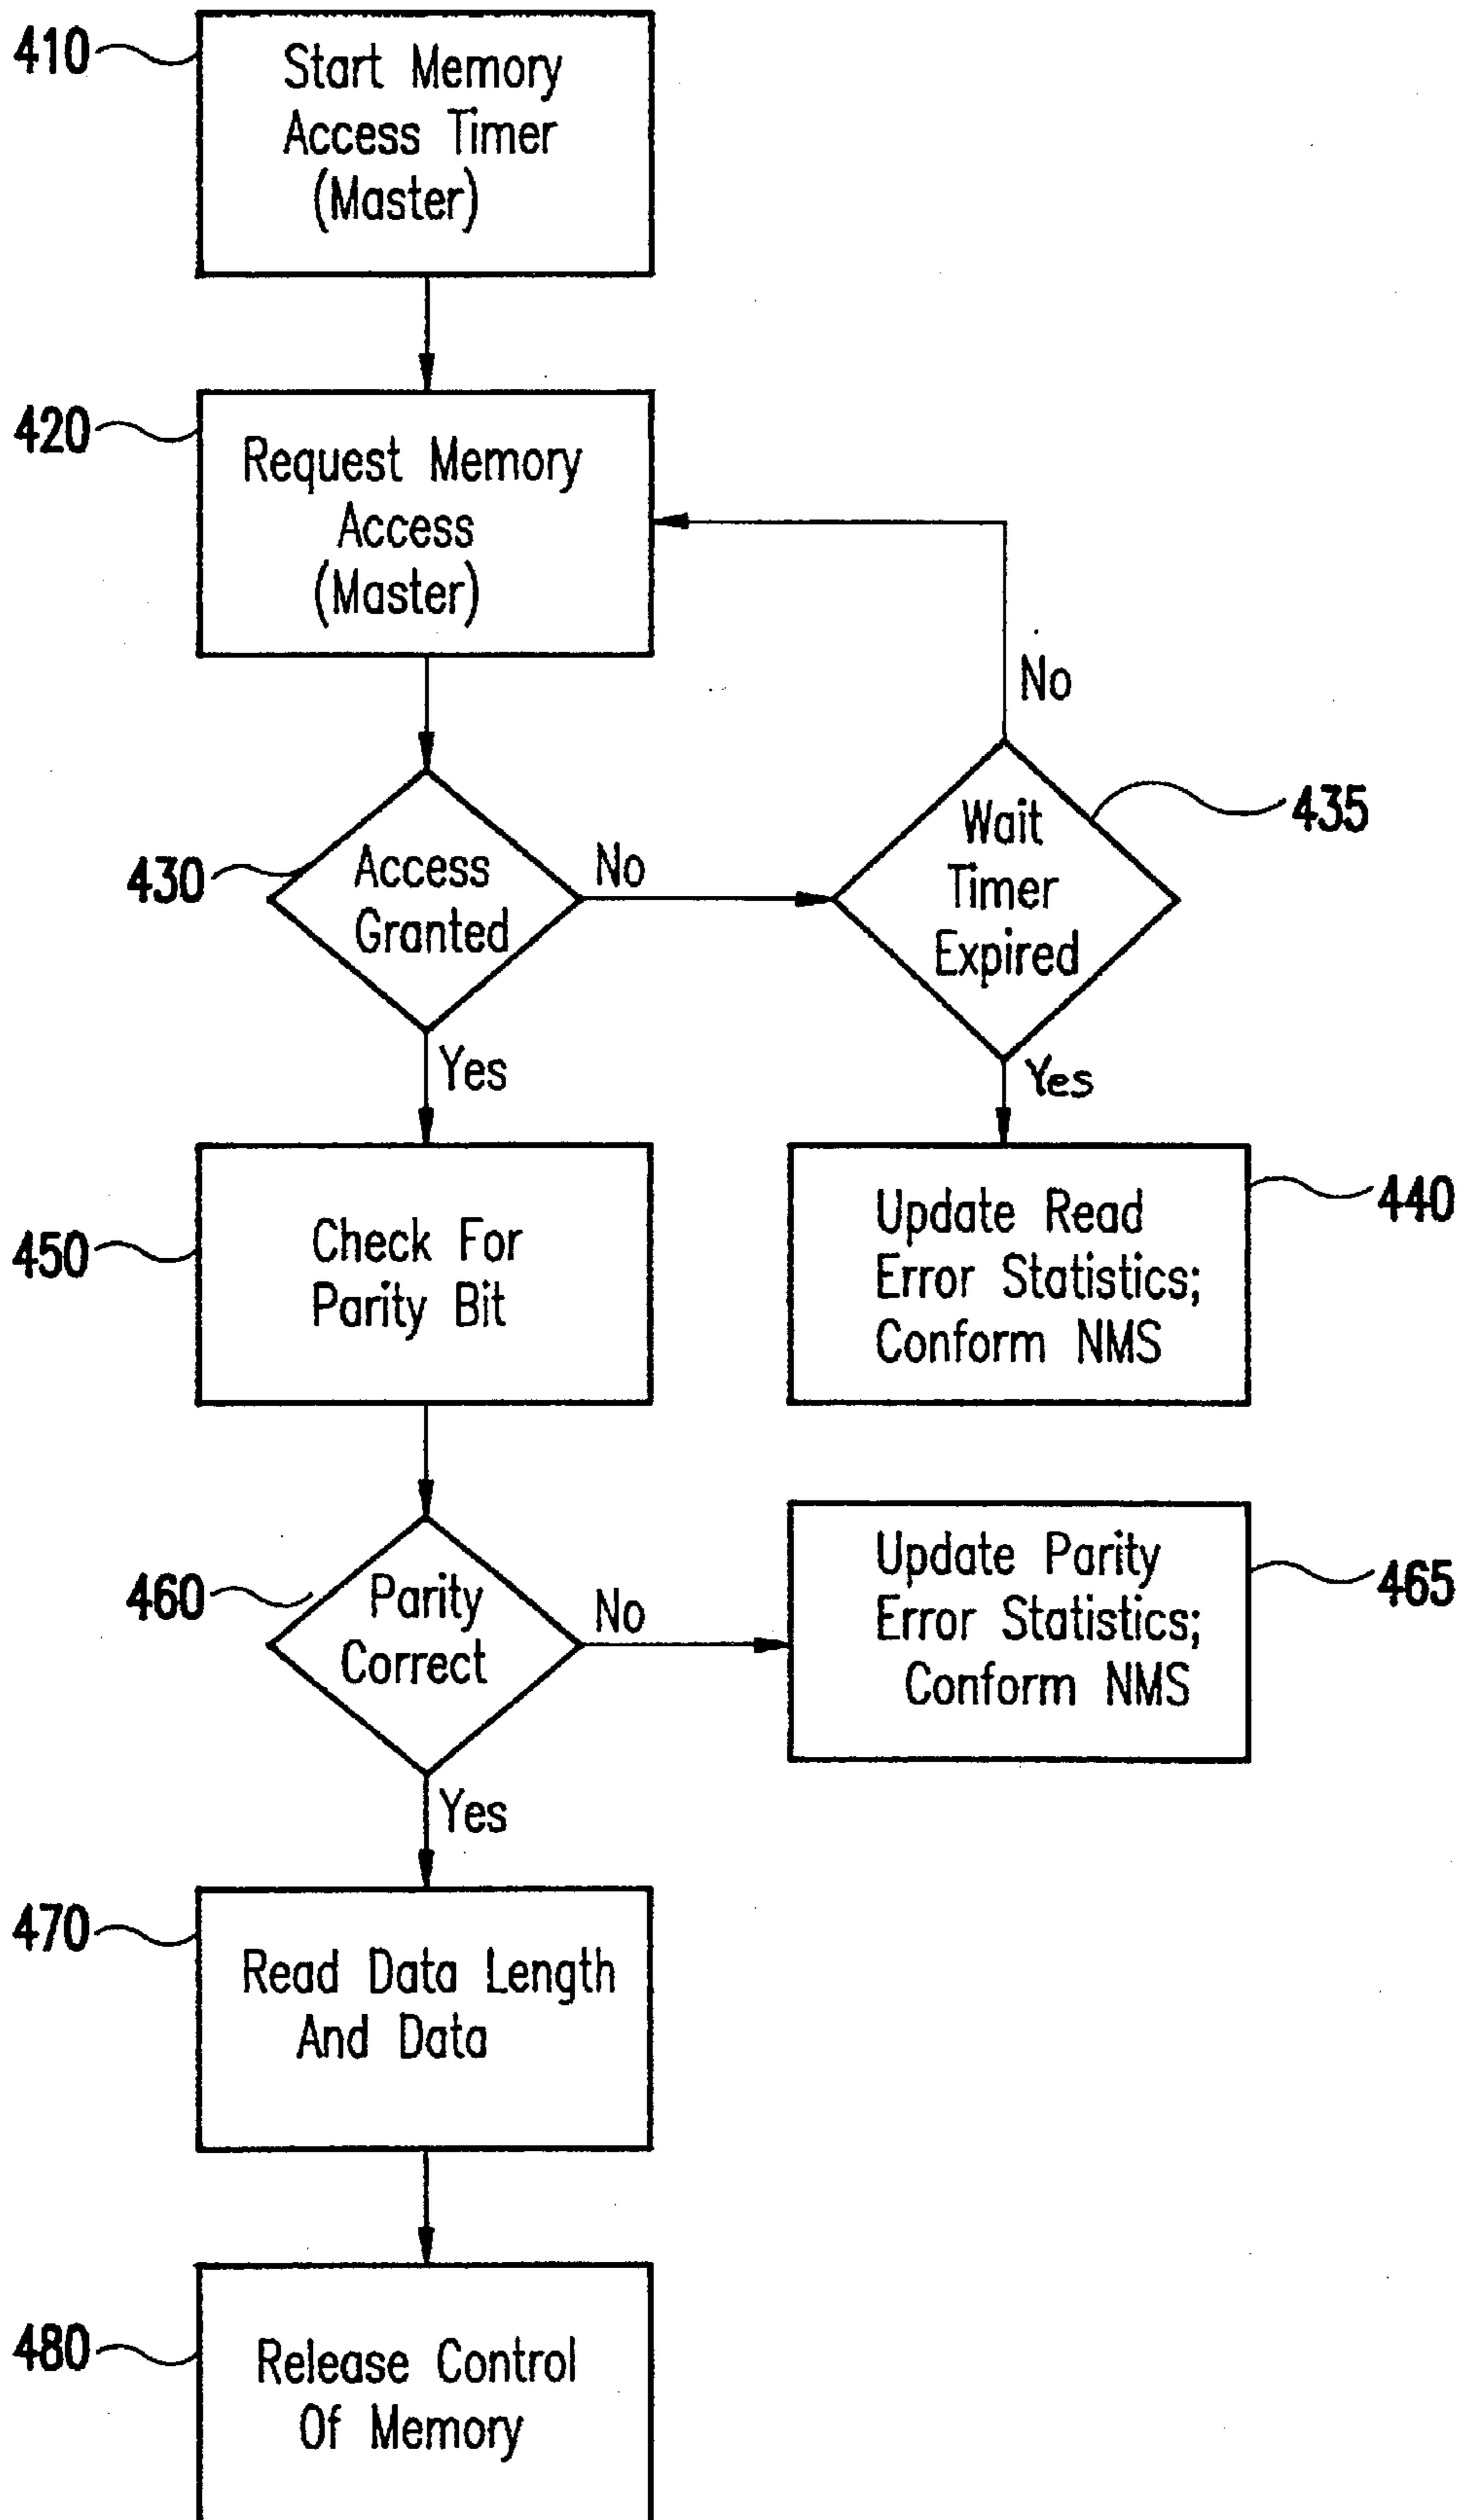 410
Start Memory
Access Timer
(Master)
420
Request Memory
Access
(Master)
No
430
Access
Granted
No
Wait
Timer
Expired
435
Yes
Yes
450
Check For
Parity Bit
Update Read
Error Statistics;
Conform NMS
440
460
Parity
Correct
No
Update Parity
Error Statistics;
Conform NMS
465
Yes
470
Read Data Length
And Data
480
Release Control
Of Memory